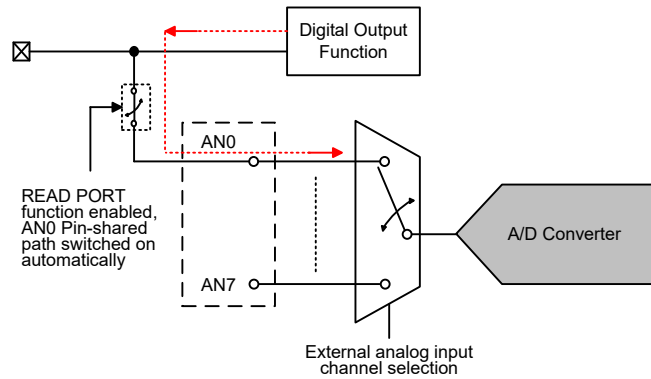 Digital Output
Function
AN0
READ PORT
function enabled,
AN0 Pin-shared
path switched on
automatically
A/D Converter
AN7
External analog input
channel selection